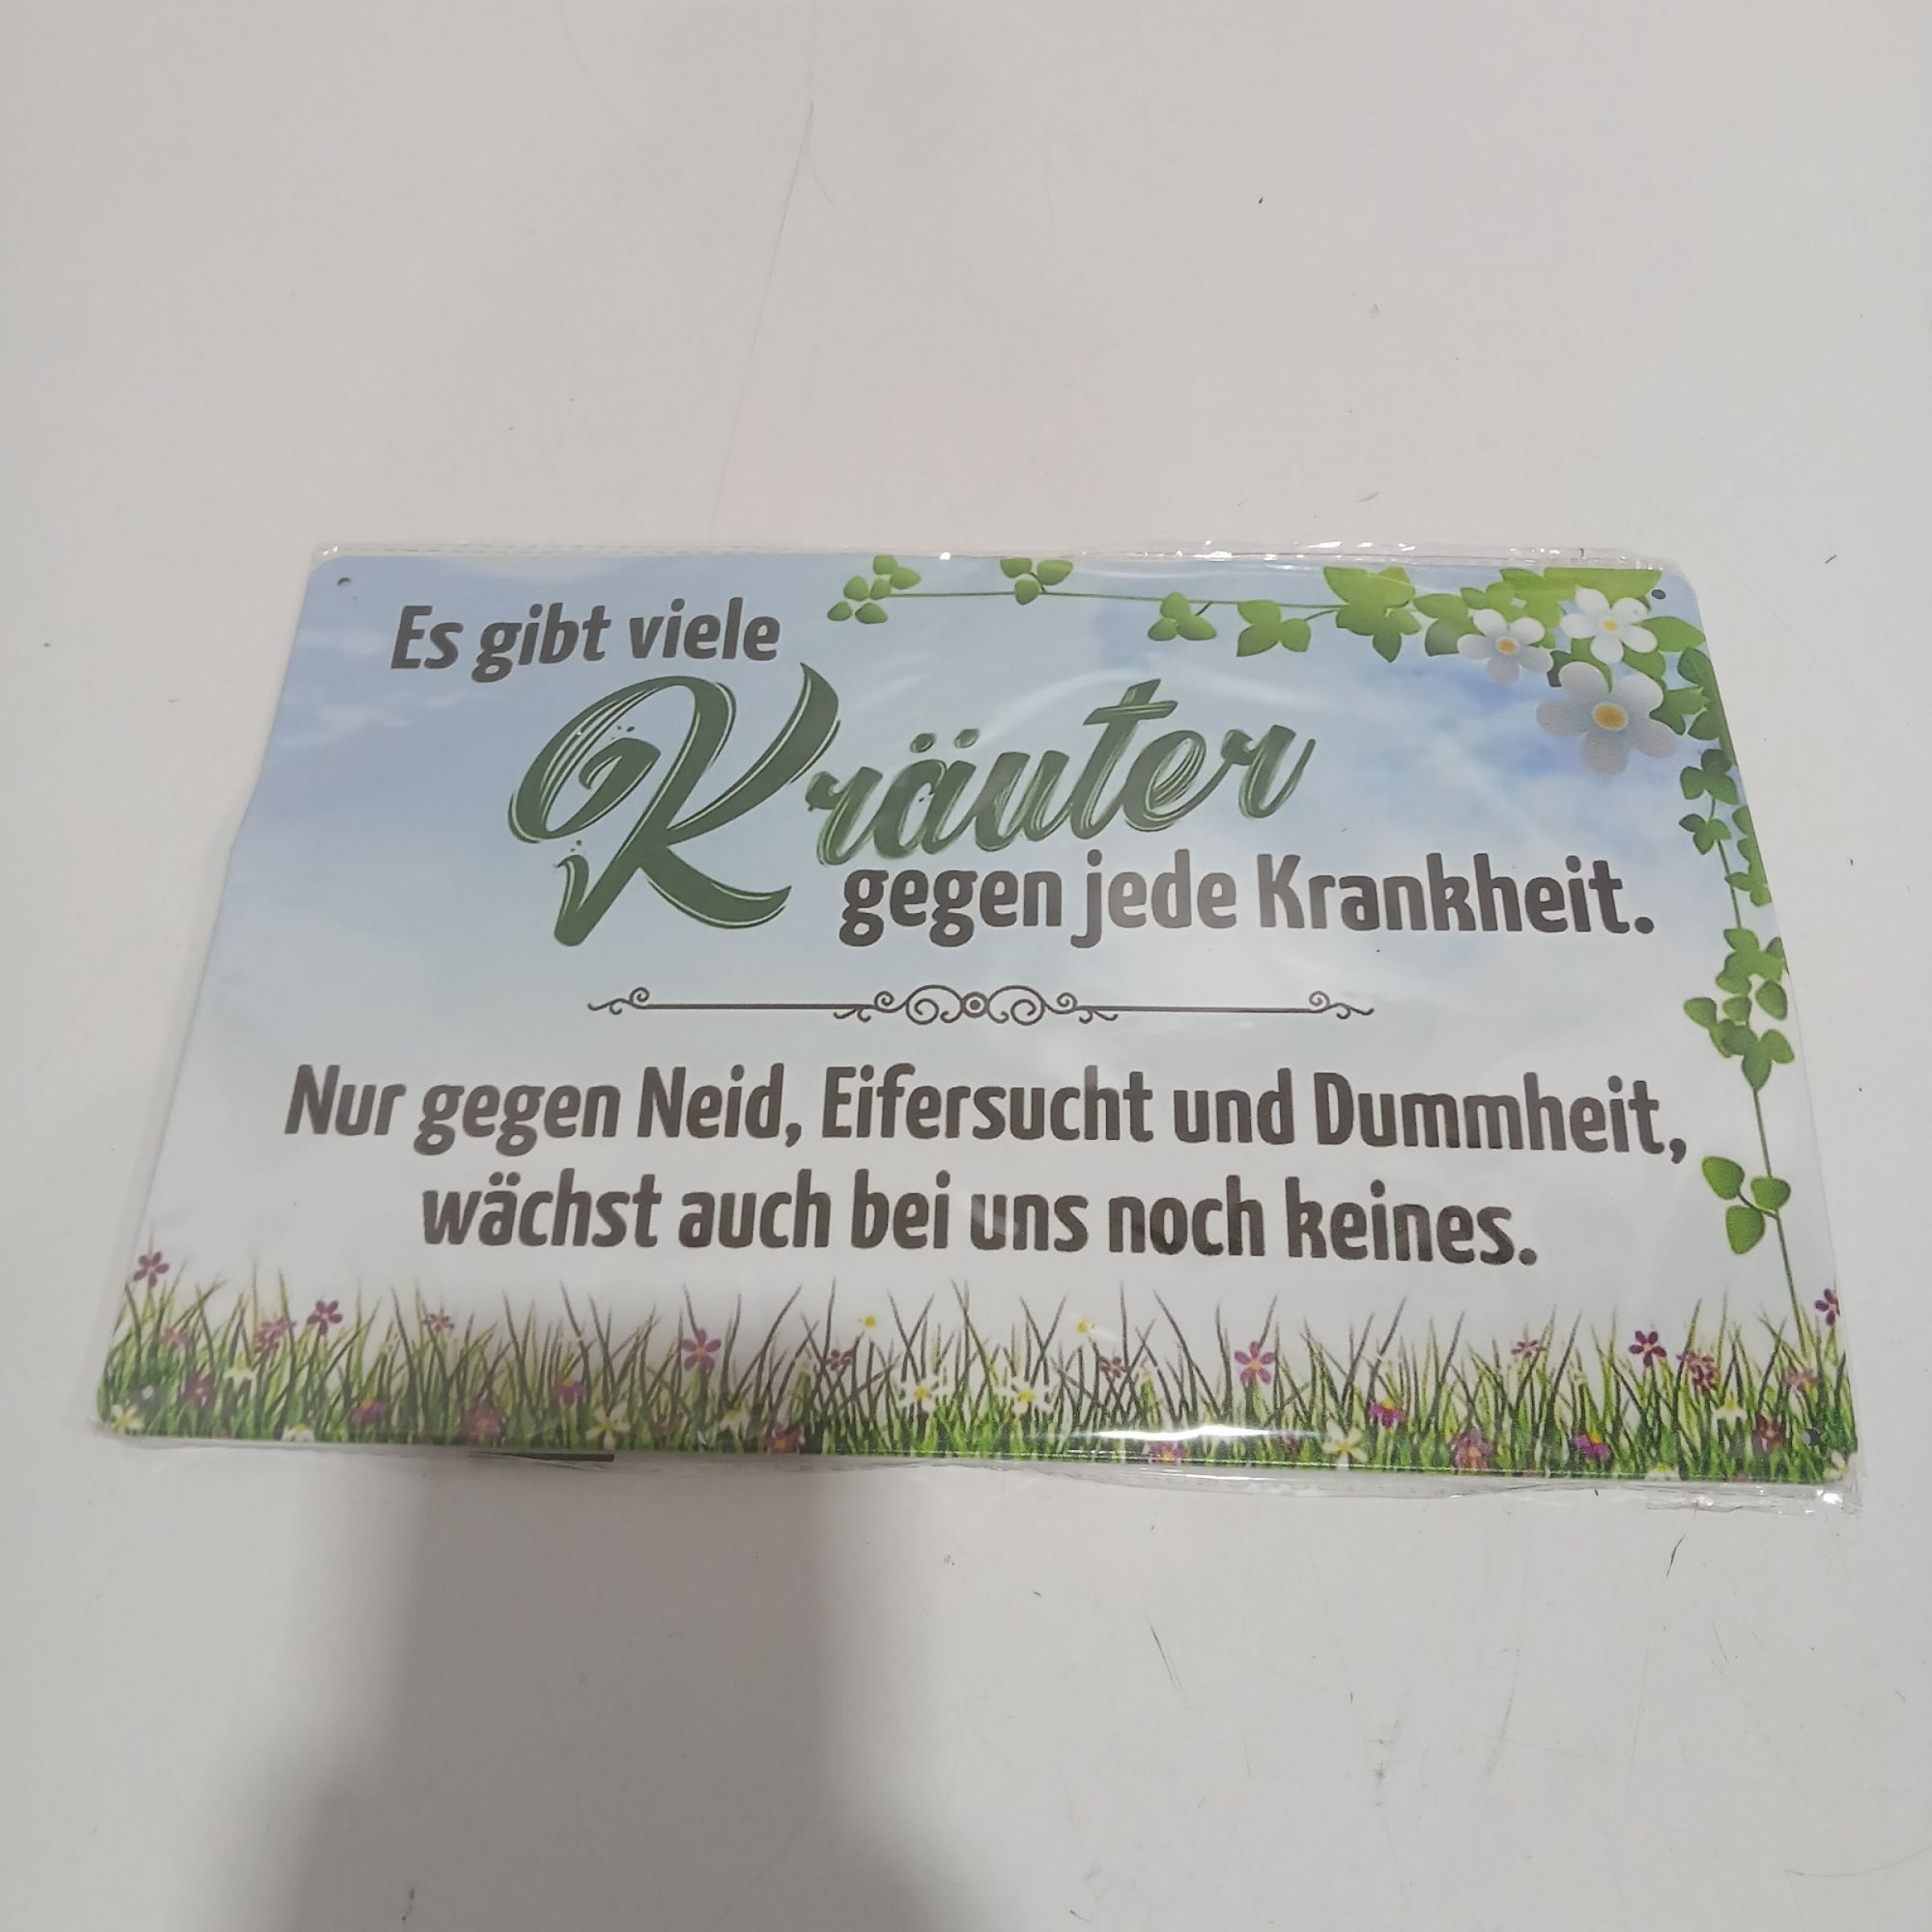 Es gibt viele
Kräuter
gegen jede Krankheit.
Nur gegen Neid, Eifersucht und Dummheit,
wächst auch bei uns noch keines.